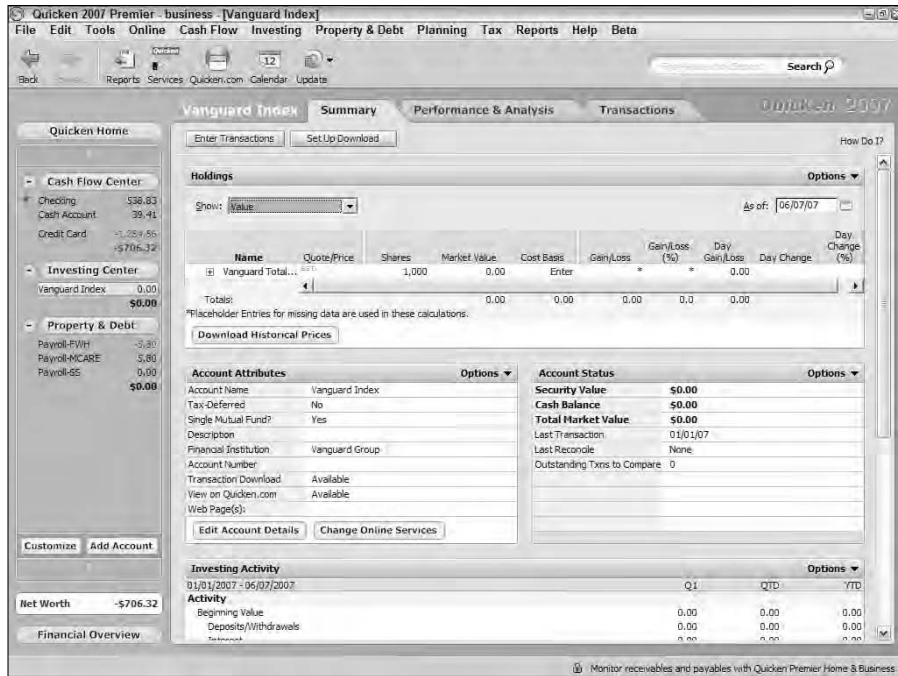 Quicken 2007 Premier - business - [Vanguard Index]
File Edit Tools Online Cash Flow Investing Property & Debt Planning Tax Reports Help Beta
Back Reports Services Quicken.com Calendar Update
Search
Vanguard Index Summary Performance & Analysis Transactions Quicken 2007
Quicken Home
Enter Transactions Set Up Download How Do I?
Holdings Options
Show: Value As of: 06/07/07
Name Quote/Price Shares Market Value Cost Basis Gain/Loss Gain/Loss (%) Day Gain/Loss Day Change Day Change (%)
Vanguard Total... 1,000 0.00 Enter * * 0.00
Totals: 0.00 0.00 0.00 0.0 0.00
*Placeholder Entries for missing data are used in these calculations.
Download Historical Prices
- Cash Flow Center
Checking 538.83
Cash Account 39.41
Credit Card
-$706.32
- Investing Center
Vanguard Index 0.00
$0.00
- Property & Debt
Payroll-FWH
Payroll-MCARE 5.80
Payroll-SS 0.00
$0.00
Customize Add Account
Net Worth -$706.32
Financial Overview
Account Attributes Options
Account Name Vanguard Index
Tax-Deferred No
Single Mutual Fund? Yes
Description
Financial Institution Vanguard Group
Account Number
Transaction Download Available
View on Quicken.com Available
Web Page(s):
Edit Account Details Change Online Services
Account Status Options
Security Value $0.00
Cash Balance $0.00
Total Market Value $0.00
Last Transaction 01/01/07
Last Reconcile None
Outstanding Txns to Compare 0
Investing Activity Options
01/01/2007 - 06/07/2007 Q1 QTD YTD
Activity
Beginning Value 0.00 0.00 0.00
Deposits/Withdrawals 0.00 0.00 0.00
Monitor receivables and payables with Quicken Premier Home & Business